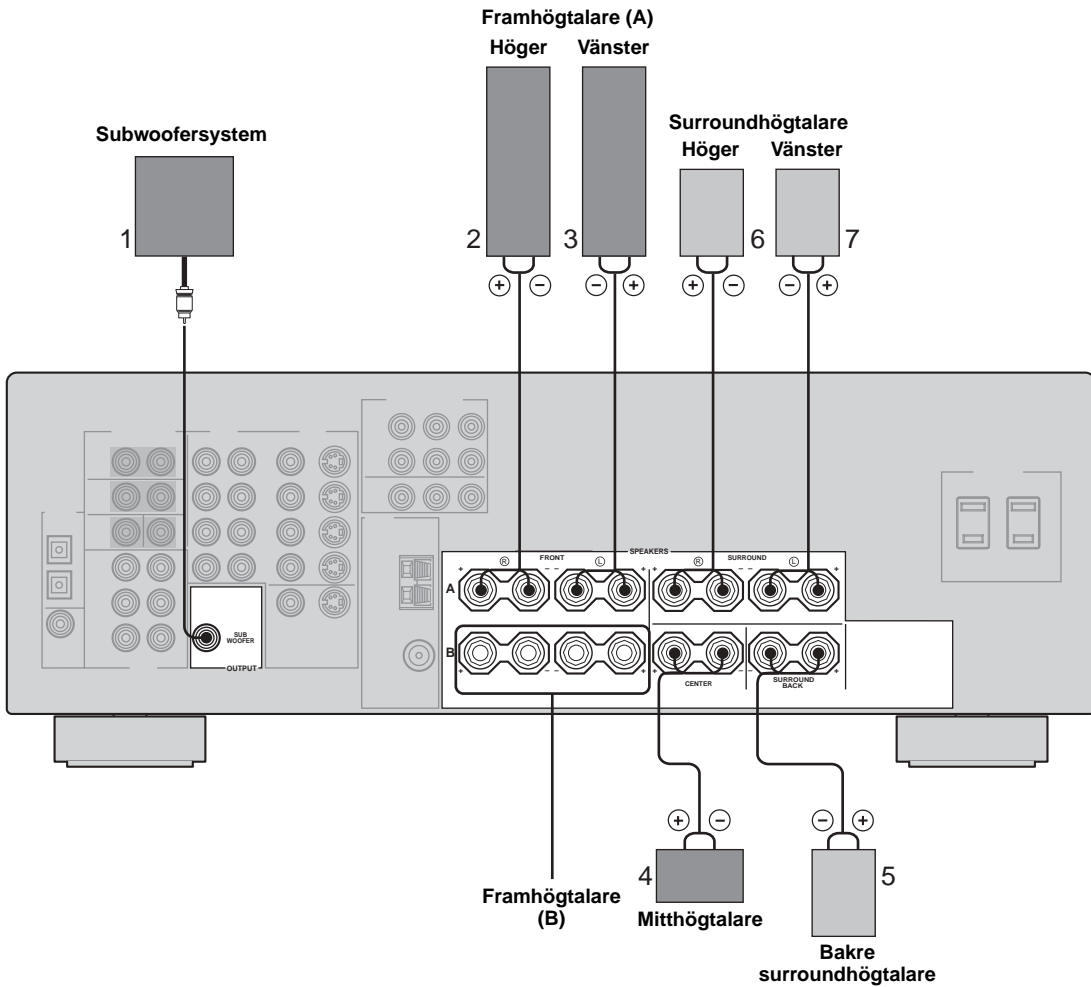 Framhögtalare (A)
Höger Vänster
Subwoofersystem
Surroundhögtalare
Höger Vänster
1
2
3
6
7
+ − − + + − − +
SPEAKERS
R FRONT L R SURROUND L
+ − − + + − − +
A
SUB
WOOFER
OUTPUT
B
+ − − + + − − +
CENTER
SURROUND
BACK
+ − − +
4
5
Framhögtalare
(B)
Mitthögtalare
Bakre
surroundhögtalare